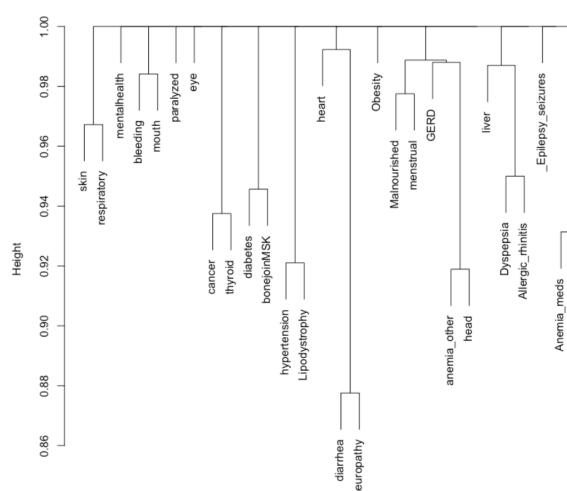 1.00
0.98
0.96
0.94
0.92
0.90
0.88
0.86
Height
skin
respiratory
mentalhealth
bleeding
mouth
paralyzed
eye
cancer
thyroid
diabetes
bonejoinMSK
hypertension
Lipodystrophy
heart
diarrhea
europathy
Obesity
Malnourished
menstrual
GERD
anemia_other
head
liver
Dyspepsia
Allergic_rhinitis
_Epilepsy_seizures
Anemia_meds